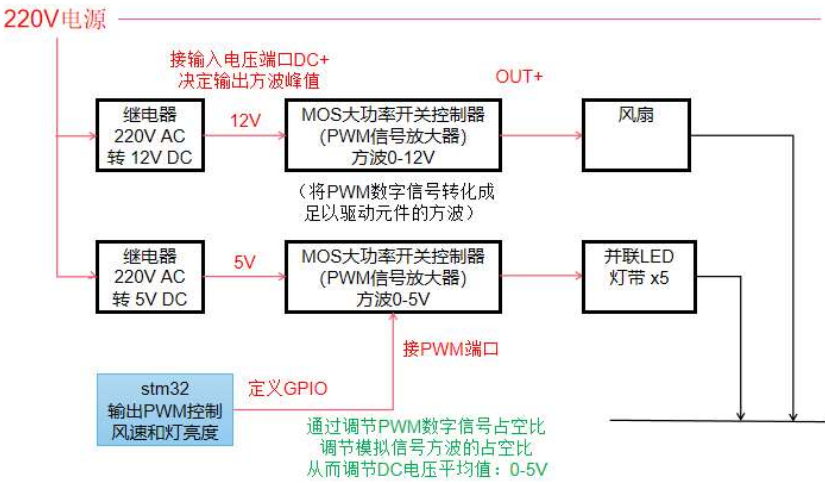 220V电源
接输入电压端口DC+
决定输出方波峰值
OUT+
继电器
220V AC
转 12V DC
12V
MOS大功率开关控制器
(PWM信号放大器)
方波0-12V
风扇
（将PWM数字信号转化成
足以驱动元件的方波）
继电器
220V AC
转 5V DC
5V
MOS大功率开关控制器
(PWM信号放大器)
方波0-5V
并联LED
灯带 x5
接PWM端口
stm32
输出PWM控制
风速和灯亮度
定义GPIO
通过调节PWM数字信号占空比
调节模拟信号方波的占空比
从而调节DC电压平均值：0-5V